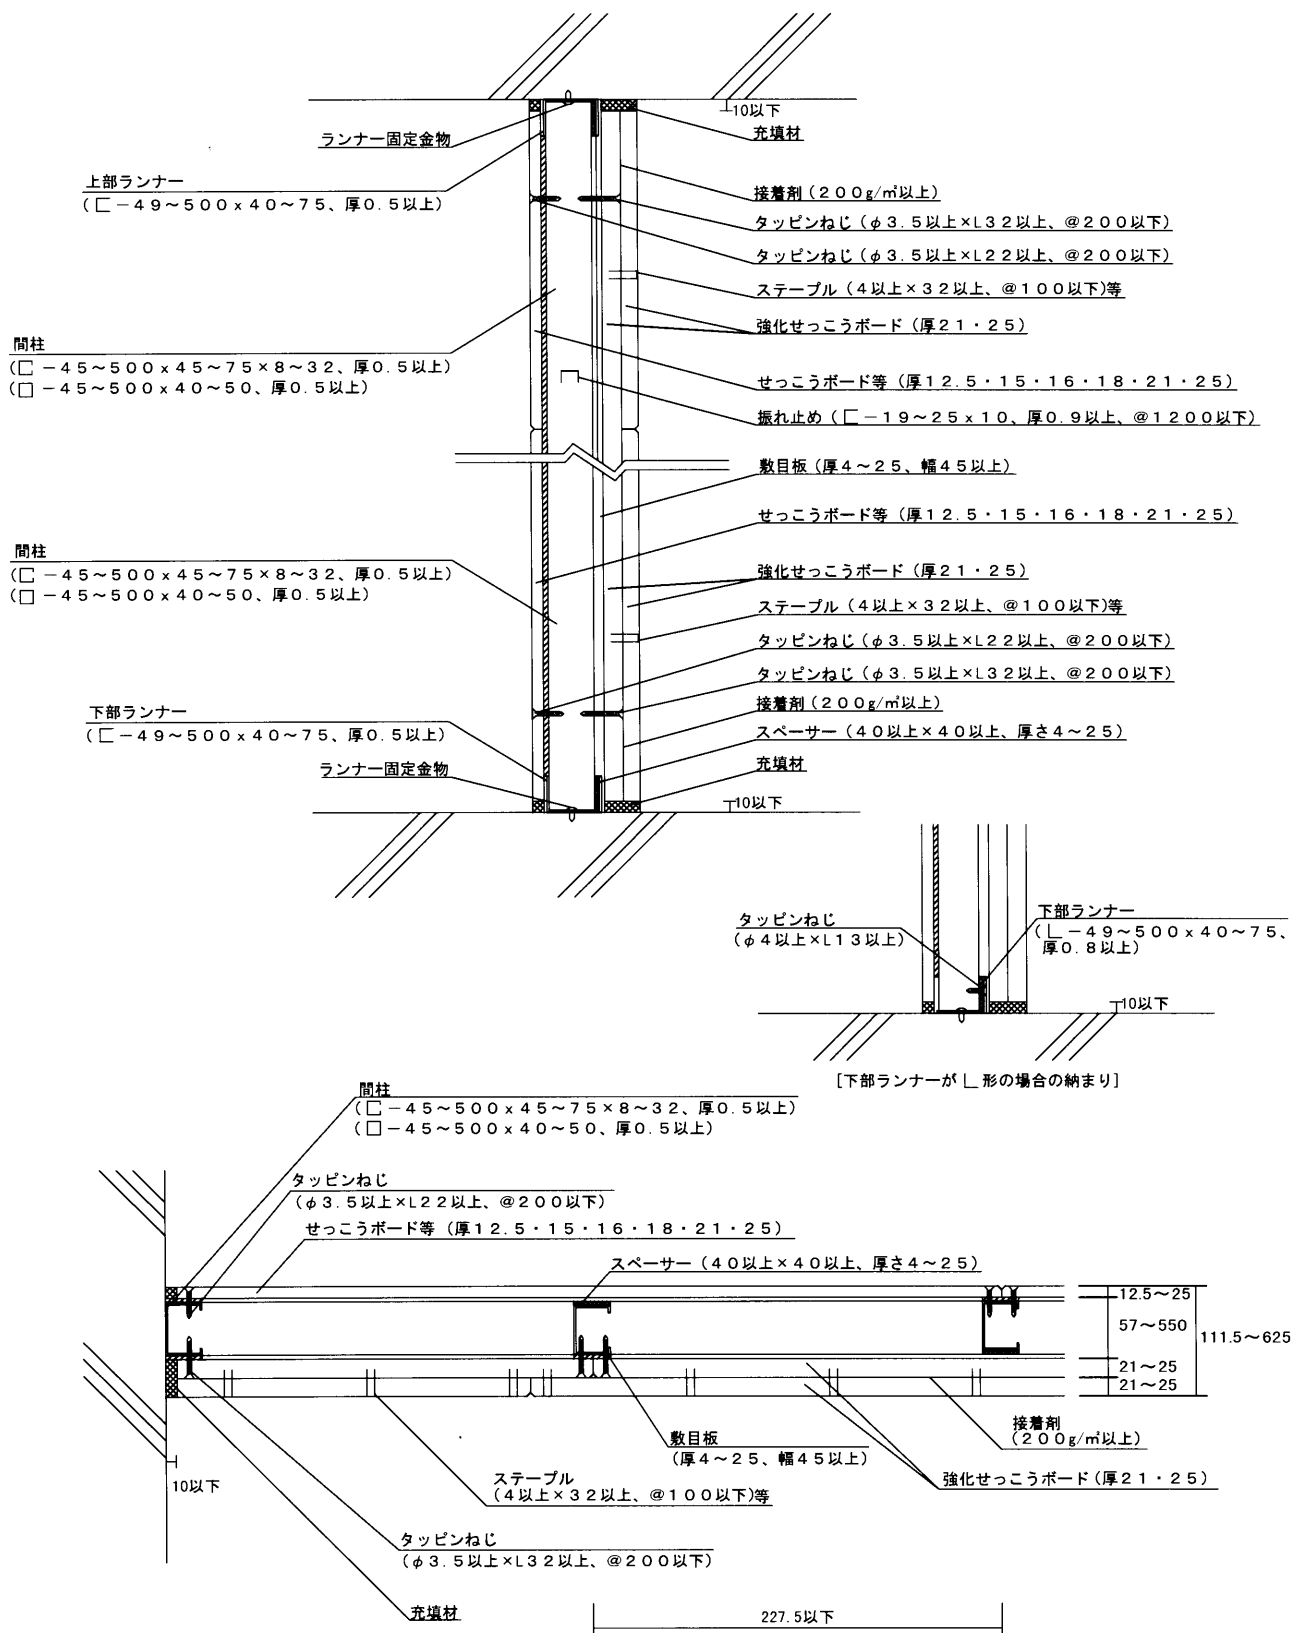 10以下
ランナー固定金物
充填材
上部ランナー
(匚－49～500x40～75、厚0.5以上)
接着剤(200g/㎡以上)
タッピンねじ(φ3.5以上×L32以上、@200以下)
タッピンねじ(φ3.5以上×L22以上、@200以下)
ステープル(4以上×32以上、@100以下)等
強化せっこうボード(厚21・25)
間柱
(匚－45～500x45～75×8～32、厚0.5以上)
(□－45～500x40～50、厚0.5以上)
せっこうボード等(厚12.5・15・16・18・21・25)
振れ止め(匚－19～25x10、厚0.9以上、@1200以下)
敷目板(厚4～25、幅45以上)
せっこうボード等(厚12.5・15・16・18・21・25)
間柱
(匚－45～500x45～75×8～32、厚0.5以上)
(□－45～500x40～50、厚0.5以上)
強化せっこうボード(厚21・25)
ステープル(4以上×32以上、@100以下)等
タッピンねじ(φ3.5以上×L22以上、@200以下)
タッピンねじ(φ3.5以上×L32以上、@200以下)
接着剤(200g/㎡以上)
下部ランナー
(匚－49～500x40～75、厚0.5以上)
スペーサー(40以上×40以上、厚さ4～25)
ランナー固定金物
充填材
10以下
タッピンねじ
(φ4以上×L13以上)
下部ランナー
(∟－49～500x40～75、
厚0.8以上)
10以下
[下部ランナーが∟形の場合の納まり]
間柱
(匚－45～500x45～75×8～32、厚0.5以上)
(□－45～500x40～50、厚0.5以上)
タッピンねじ
(φ3.5以上×L22以上、@200以下)
せっこうボード等(厚12.5・15・16・18・21・25)
スペーサー(40以上×40以上、厚さ4～25)
12.5～25
57～550
111.5～625
21～25
21～25
接着剤
(200g/㎡以上)
敷目板
(厚4～25、幅45以上)
10以下
ステープル
(4以上×32以上、@100以下)等
強化せっこうボード(厚21・25)
タッピンねじ
(φ3.5以上×L32以上、@200以下)
充填材
227.5以下